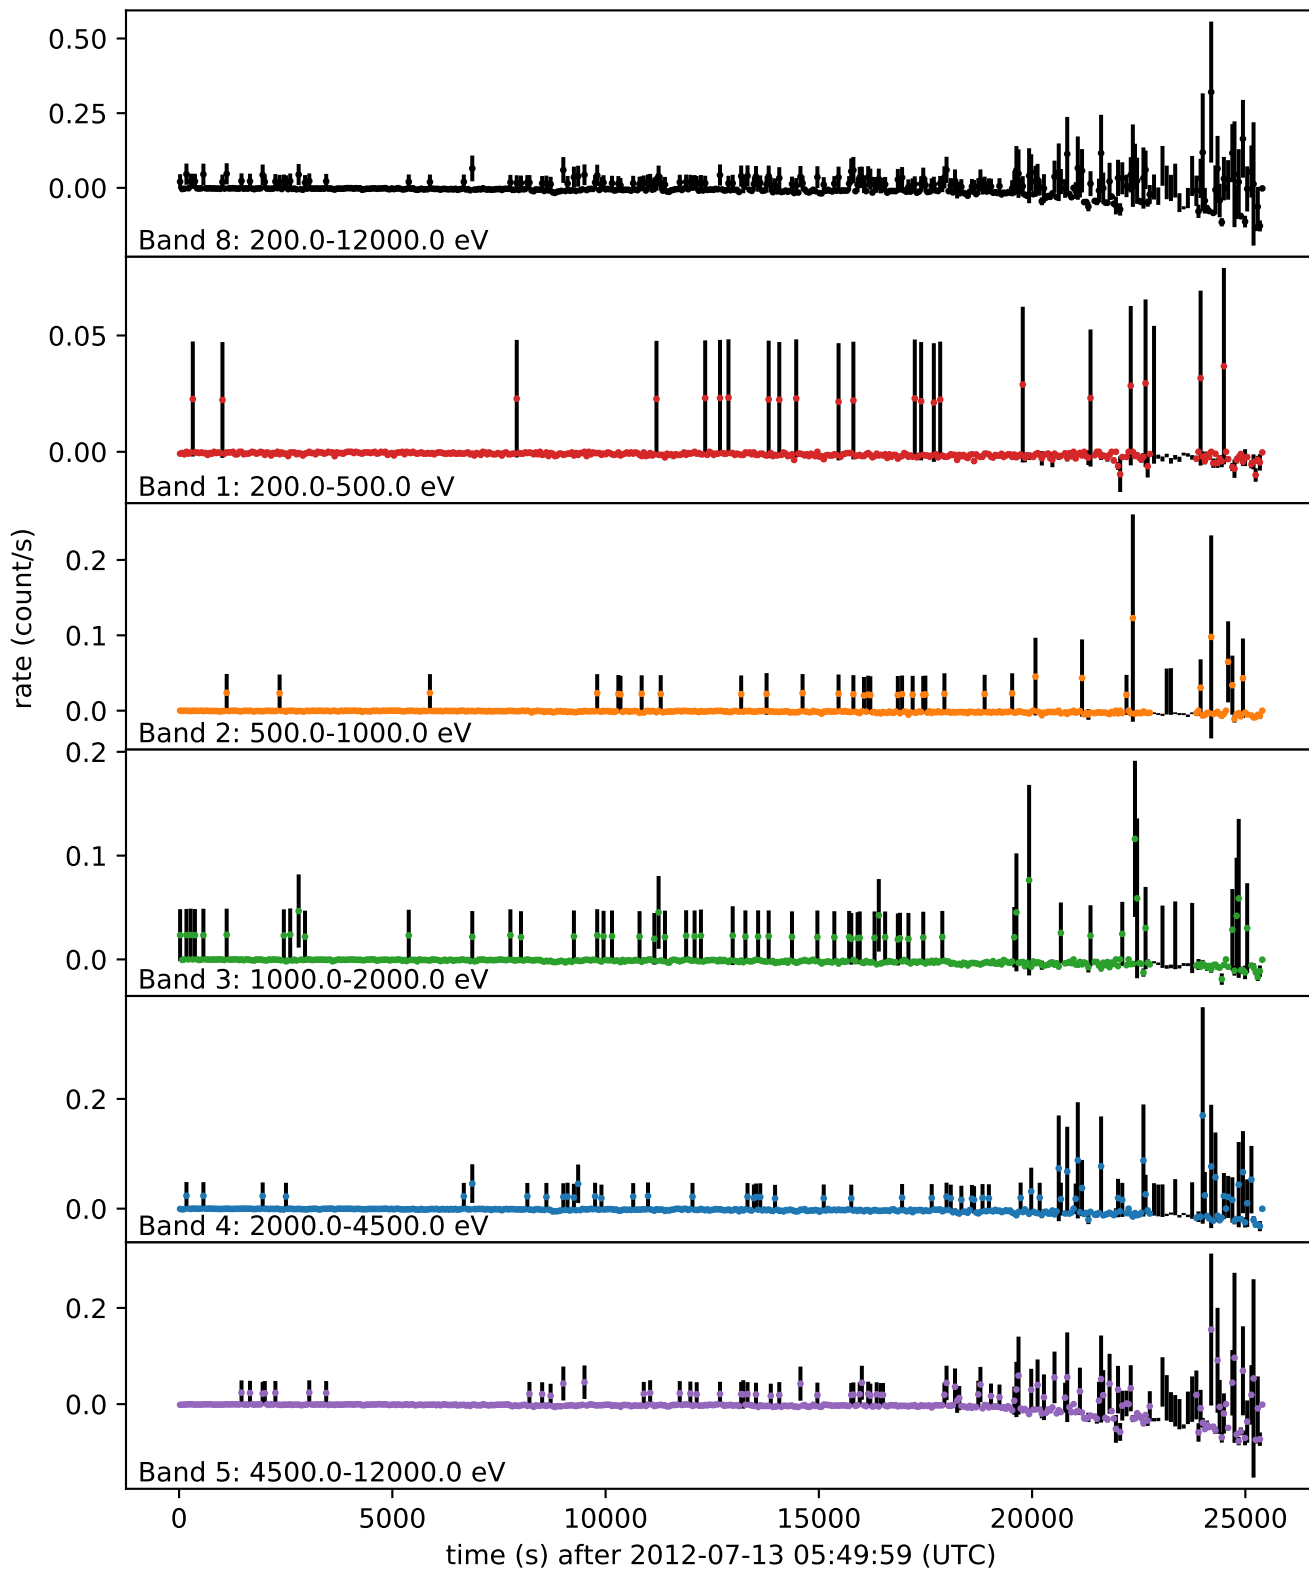 0.50
0.25
0.00
Band 8: 200.0-12000.0 eV
0.05
0.00
Band 1: 200.0-500.0 eV
rate (count/s)
0.2
0.1
0.0
Band 2: 500.0-1000.0 eV
0.2
0.1
0.0
Band 3: 1000.0-2000.0 eV
0.2
0.0
Band 4: 2000.0-4500.0 eV
0.2
0.0
Band 5: 4500.0-12000.0 eV
0 5000 10000 15000 20000 25000
time (s) after 2012-07-13 05:49:59 (UTC)